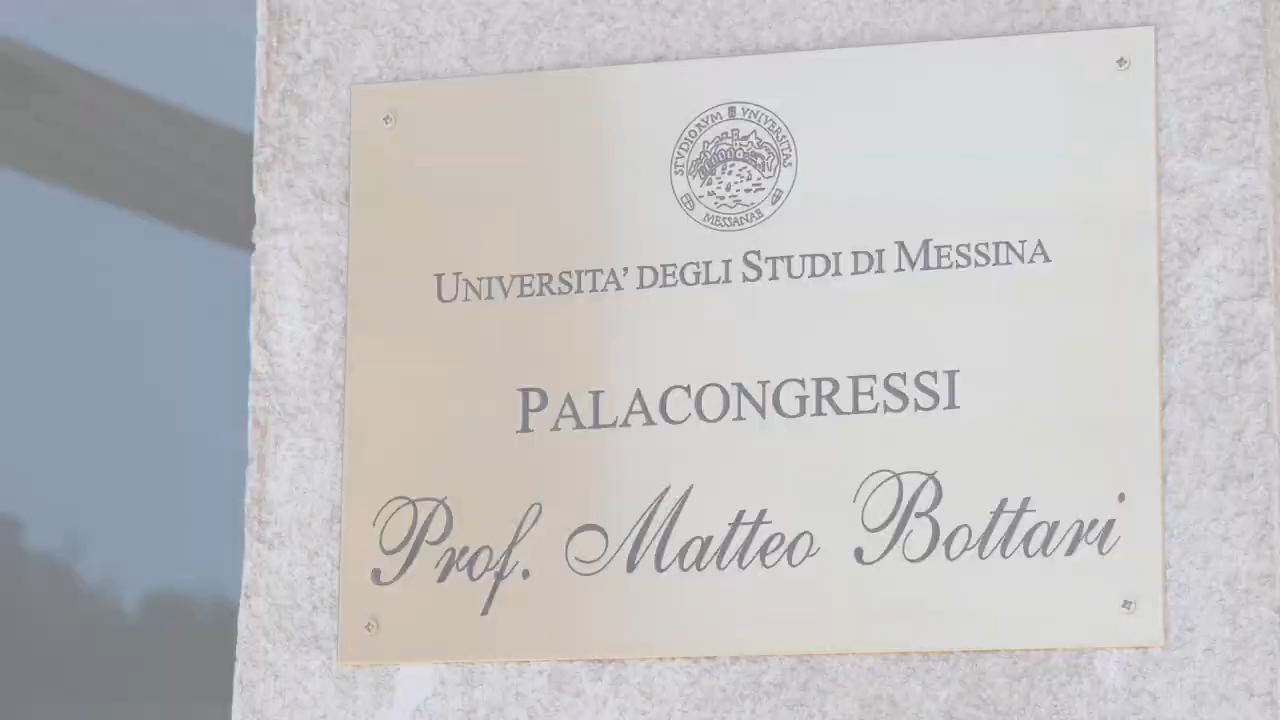 STVDIORVM VNIVERSITAS
MESSANAE
UNIVERSITA' DEGLI STUDI DI MESSINA
PALACONGRESSI
Prof. Matteo Bottari